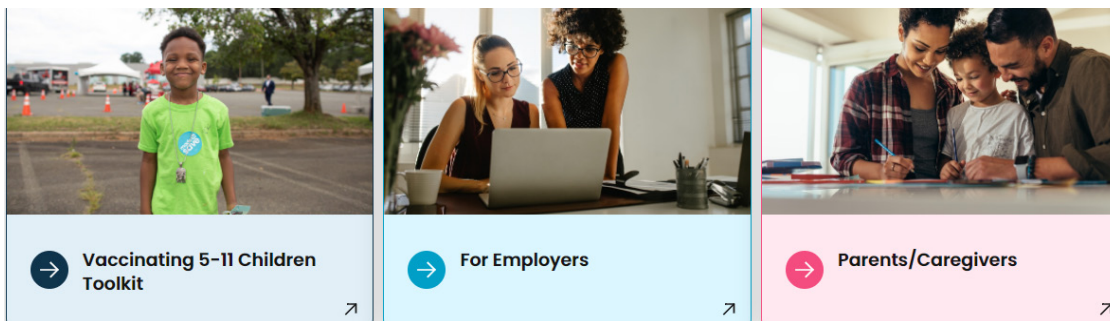 Vaccinating 5-11 Children
Toolkit
For Employers
Parents/Caregivers